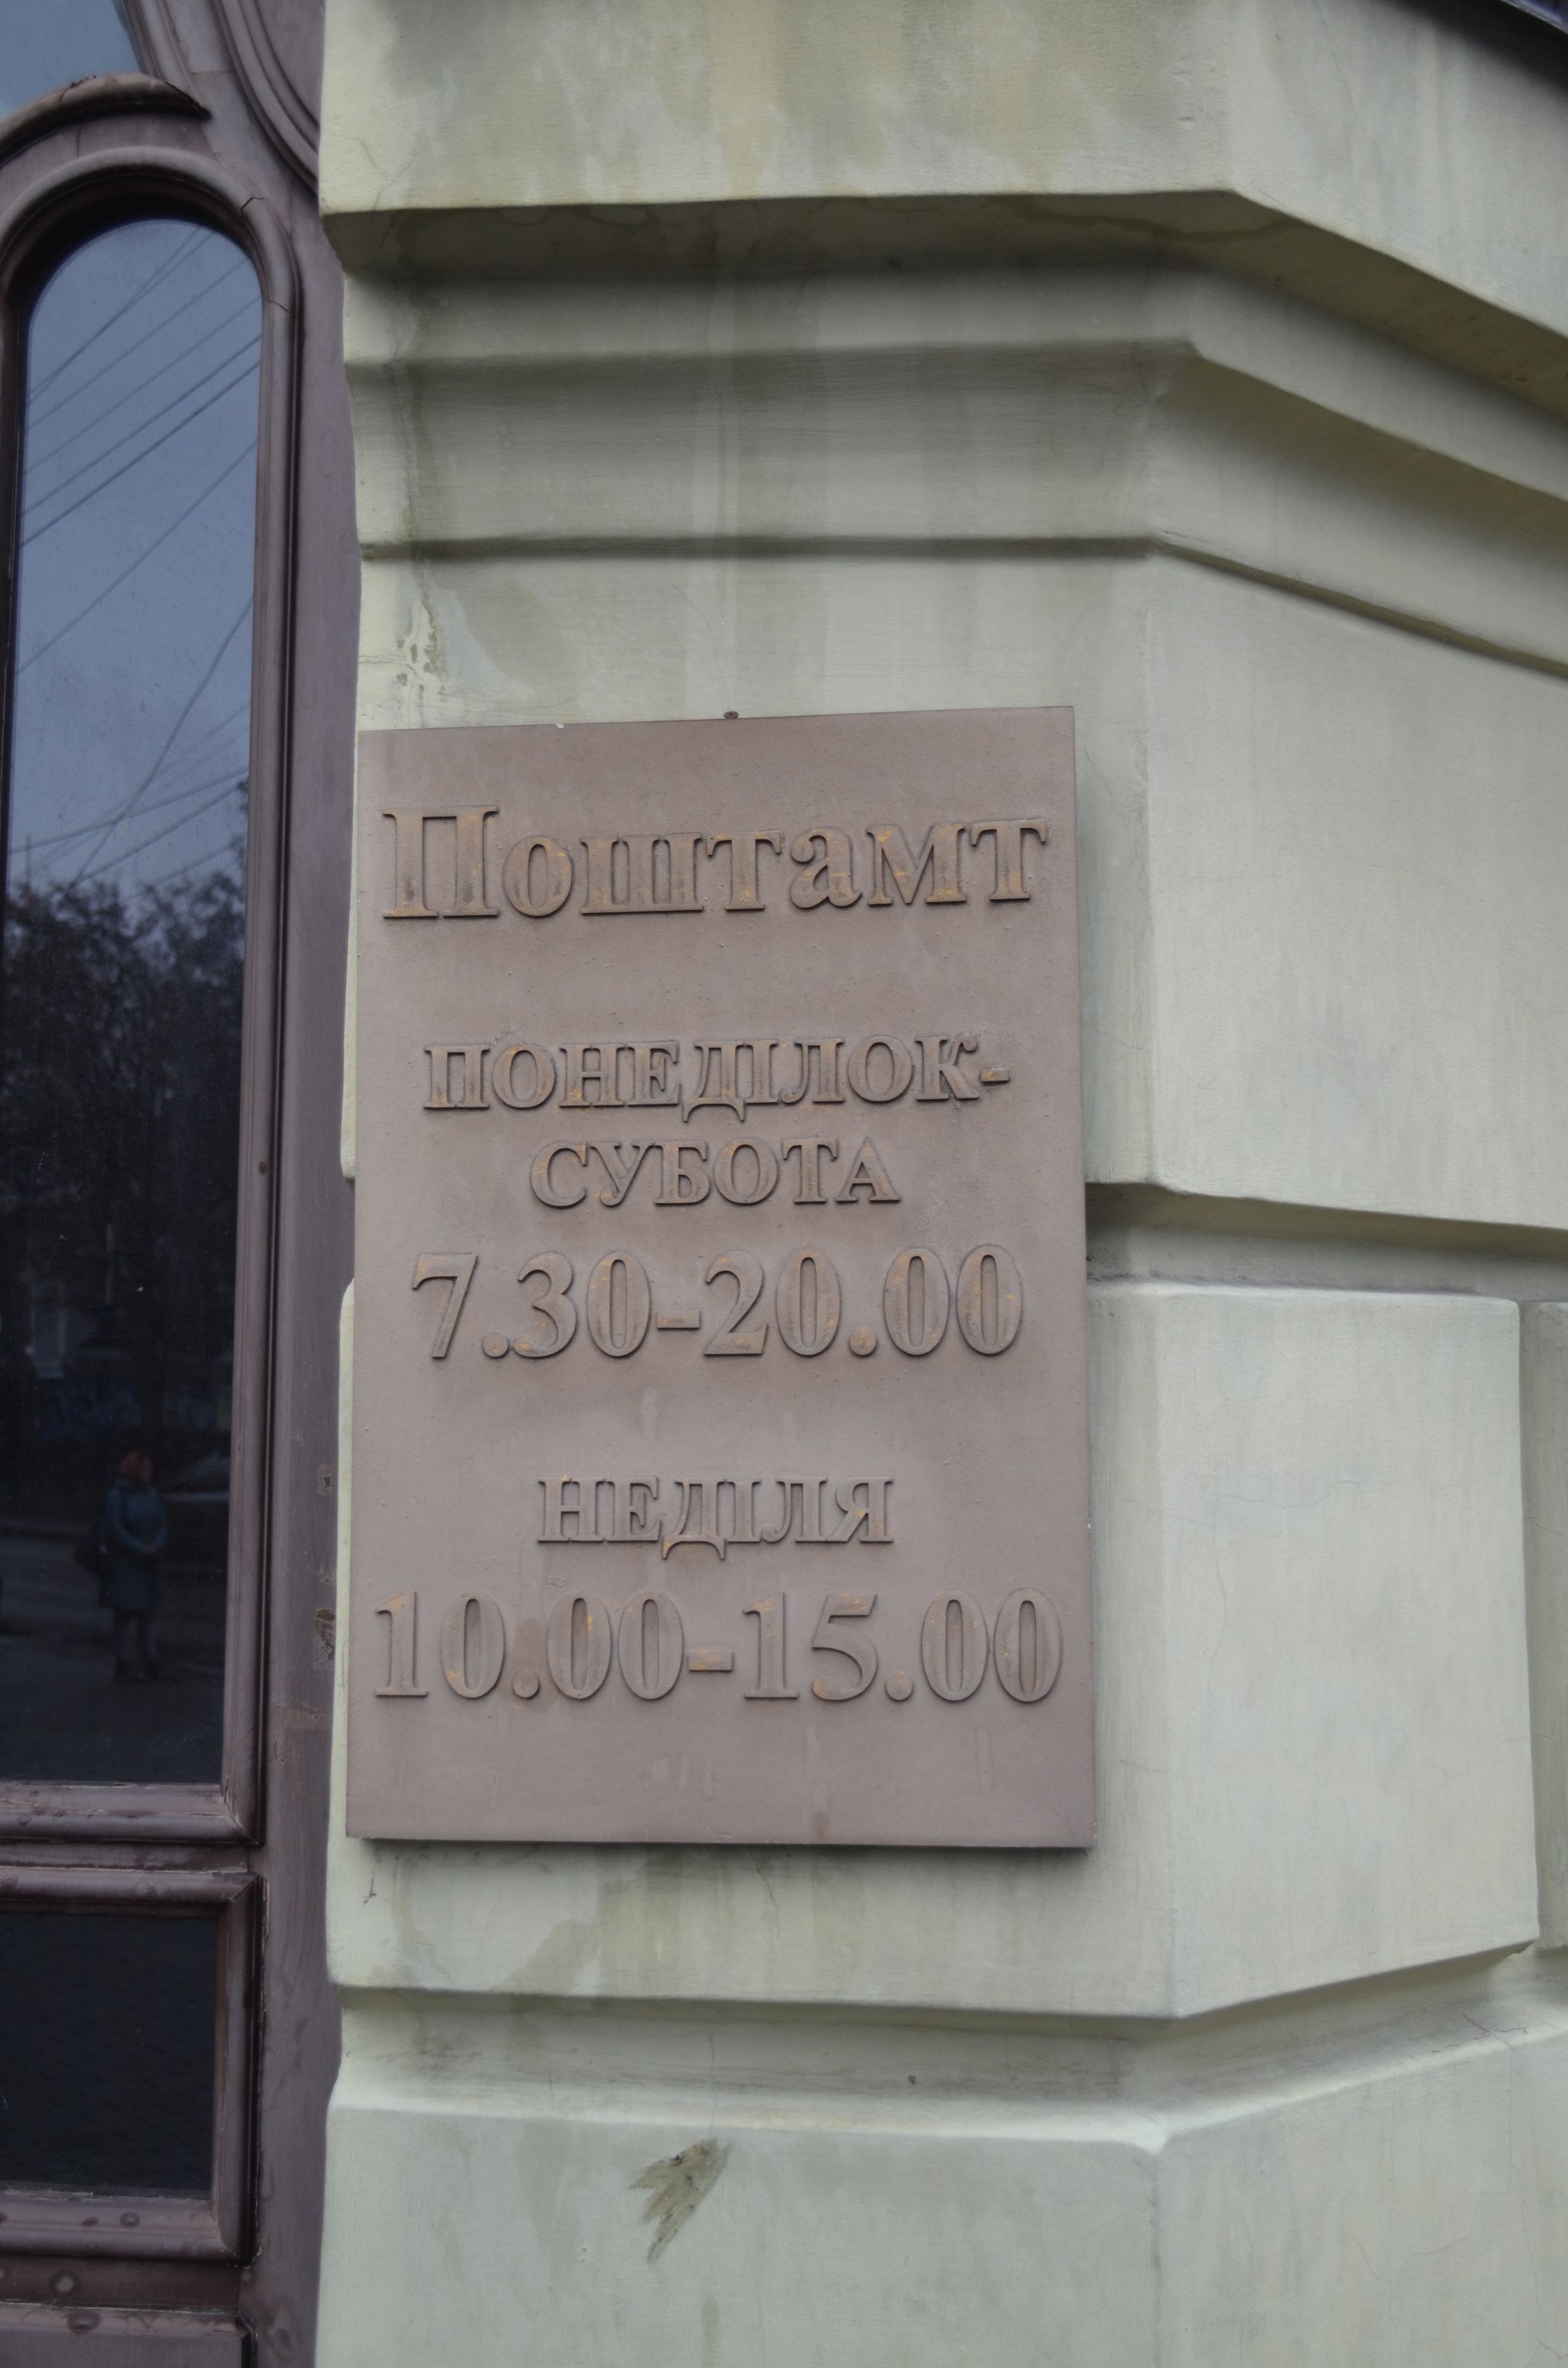 Поштамт
ПОНЕДІЛОК-
СУБОТА
7.30-20.00
НЕДІЛЯ
10.00-15.00